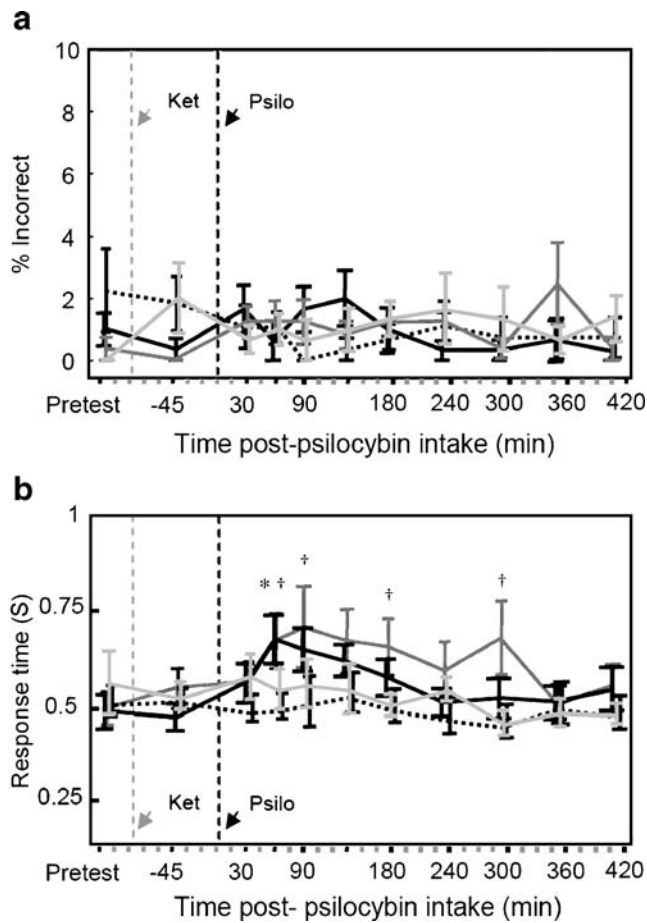 a
10
8
6
4
2
0
% Incorrect
Ket
Psilo
Pretest -45 30 90 180 240 300 360 420
Time post-psilocybin intake (min)
b
1
0.75
0.5
0.25
Response time (S)
* † † † †
Ket
Psilo
Pretest -45 30 90 180 240 300 360 420
Time post- psilocybin intake (min)